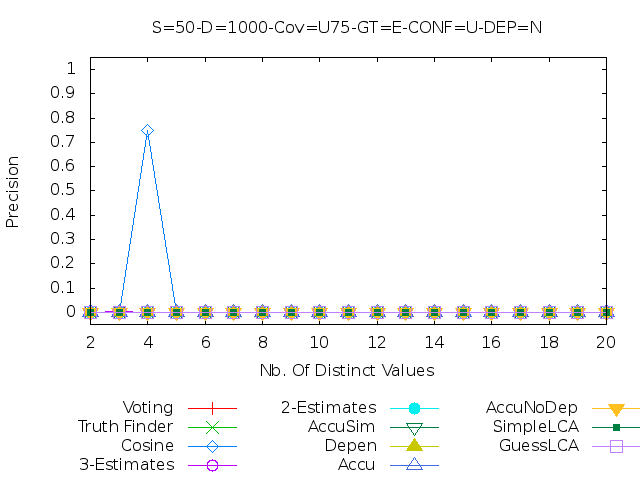 S=50-D=1000-Cov=U75-GT=E-CONF=U-DEP=N
1
0.9
0.8
0.7
0.6
0.5
0.4
0.3
0.2
0.1
0
Precision
2 4 6 8 10 12 14 16 18 20
Nb. Of Distinct Values
Voting 2-Estimates AccuNoDep
Truth Finder AccuSim SimpleLCA
Cosine Depen GuessLCA
3-Estimates Accu